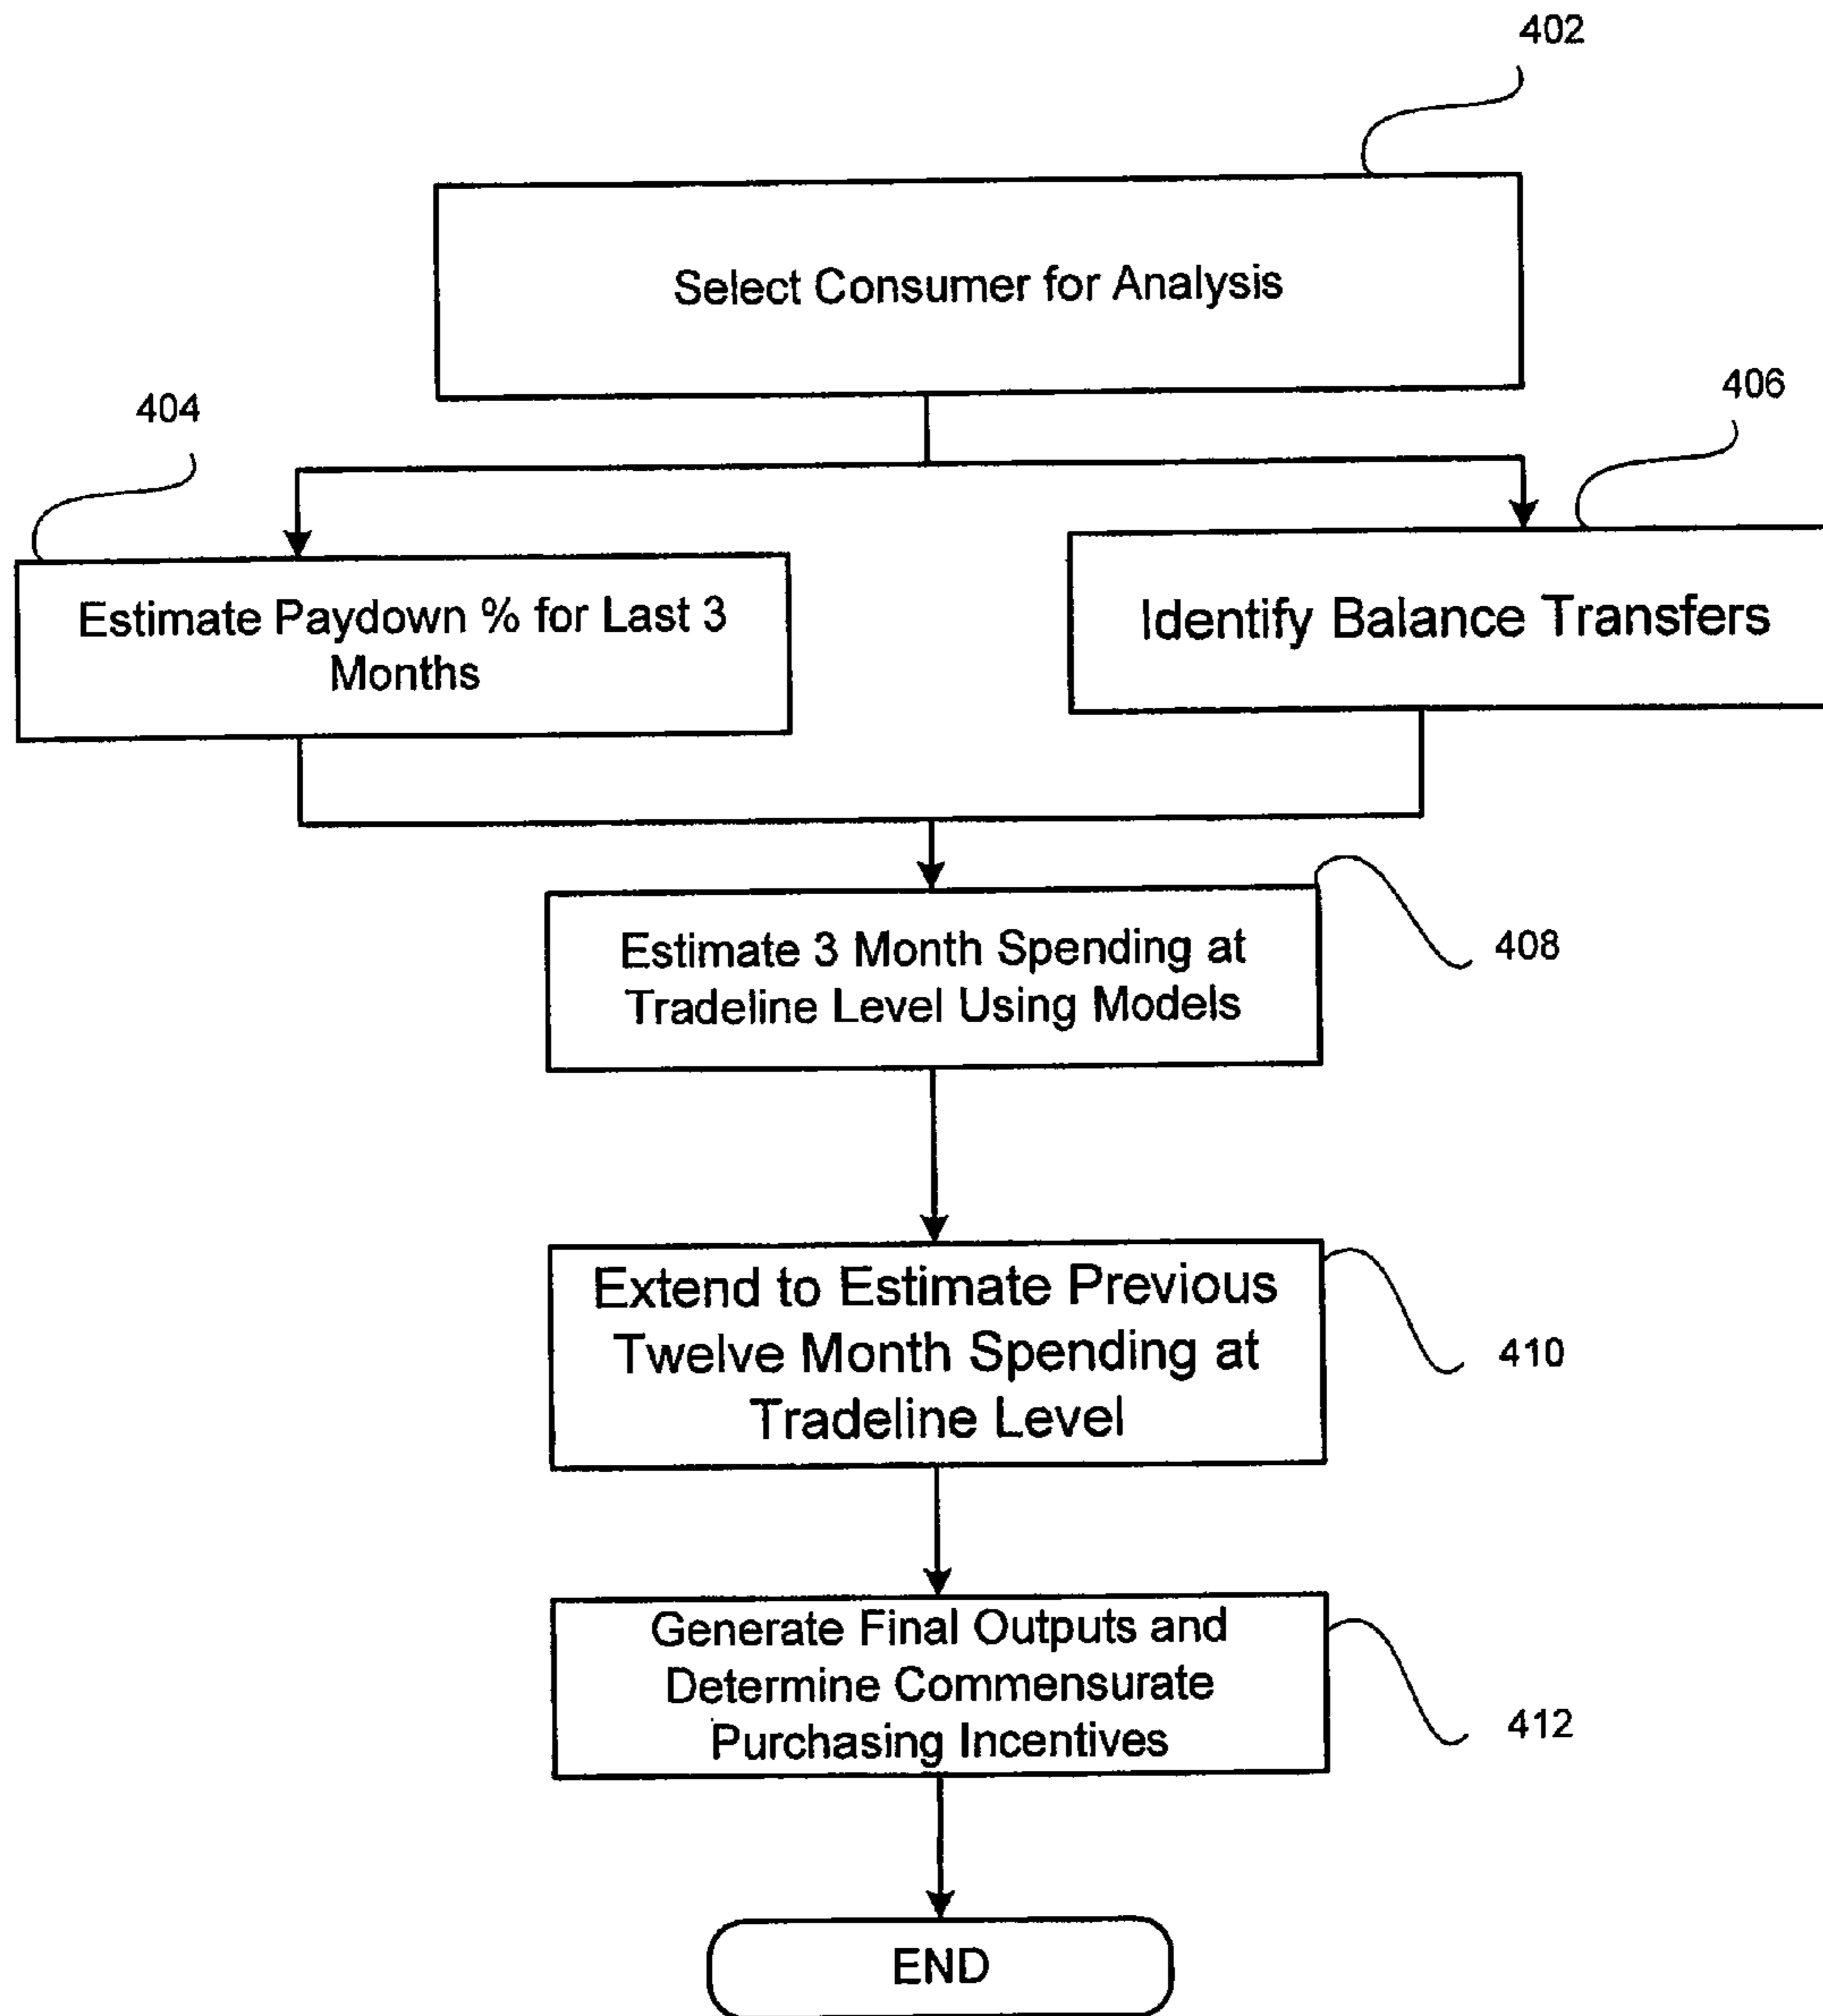 402
Select Consumer for Analysis
404
406
Estimate Paydown % for Last 3
Months
Identify Balance Transfers
Estimate 3 Month Spending at
Tradeline Level Using Models
408
Extend to Estimate Previous
Twelve Month Spending at
Tradeline Level
410
Generate Final Outputs and
Determine Commensurate
Purchasing Incentives
412
END